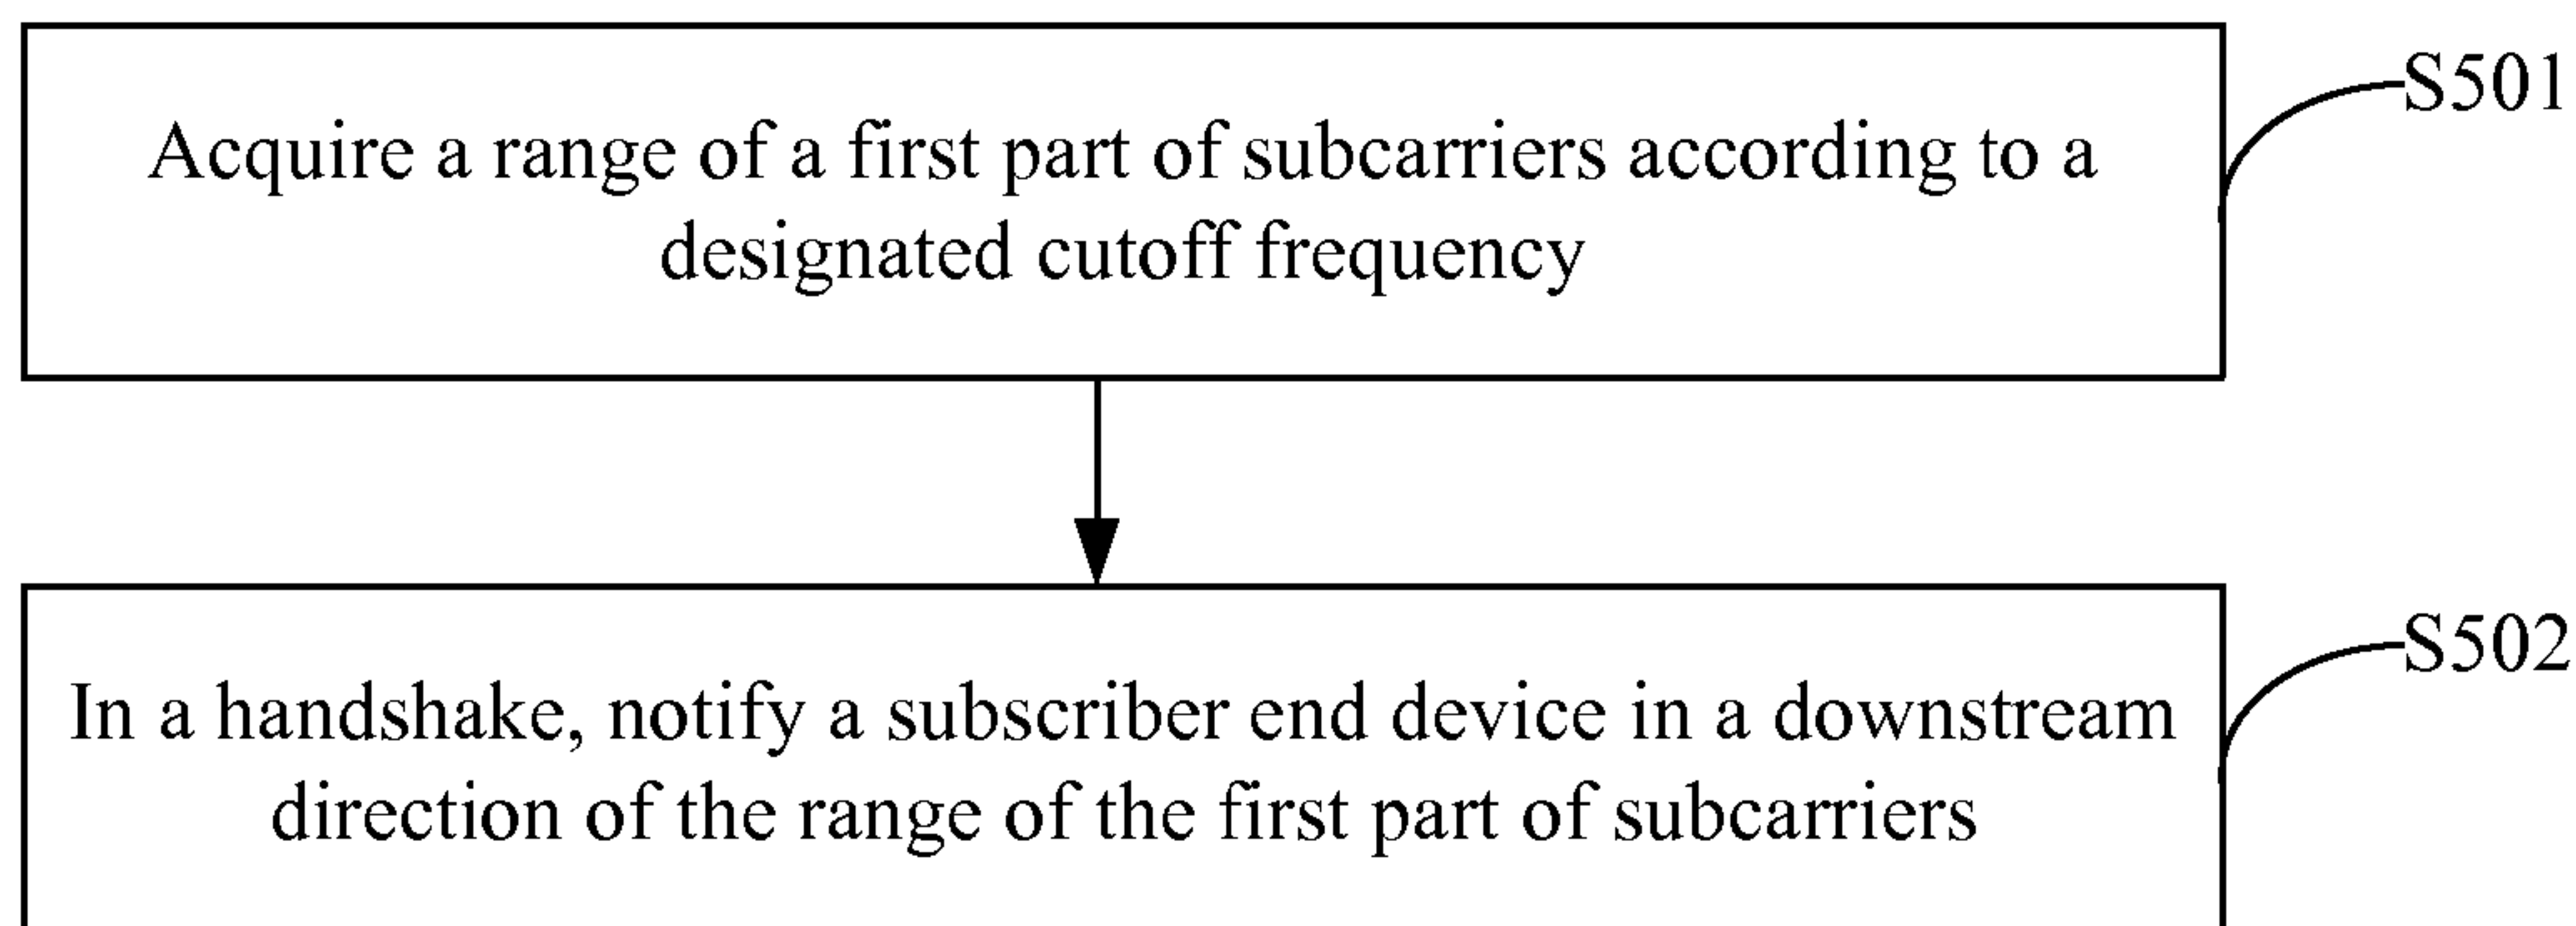 S501
Acquire a range of a first part of subcarriers according to a
designated cutoff frequency
S502
In a handshake, notify a subscriber end device in a downstream
direction of the range of the first part of subcarriers